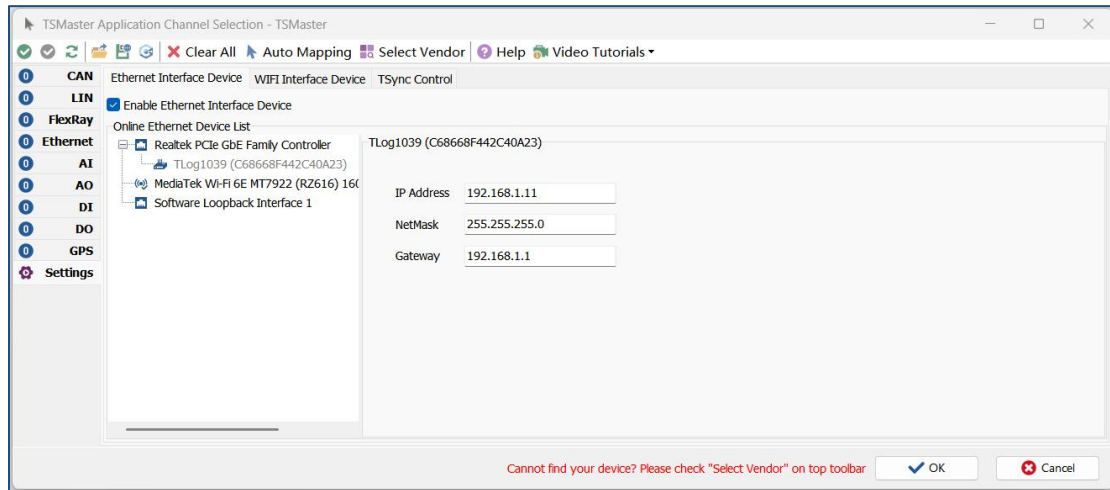 TSMaster Application Channel Selection - TSMaster
Clear All Auto Mapping Select Vendor Help Video Tutorials
0 CAN
0 LIN
0 FlexRay
0 Ethernet
0 AI
0 AO
0 DI
0 DO
0 GPS
Settings
Ethernet Interface Device WIFI Interface Device TSync Control
Enable Ethernet Interface Device
Online Ethernet Device List
Realtek PCIe GbE Family Controller
TLog1039 (C68668F442C40A23)
MediaTek Wi-Fi 6E MT7922 (RZ616) 160
Software Loopback Interface 1
TLog1039 (C68668F442C40A23)
IP Address 192.168.1.11
NetMask 255.255.255.0
Gateway 192.168.1.1
Cannot find your device? Please check "Select Vendor" on top toolbar
OK
Cancel